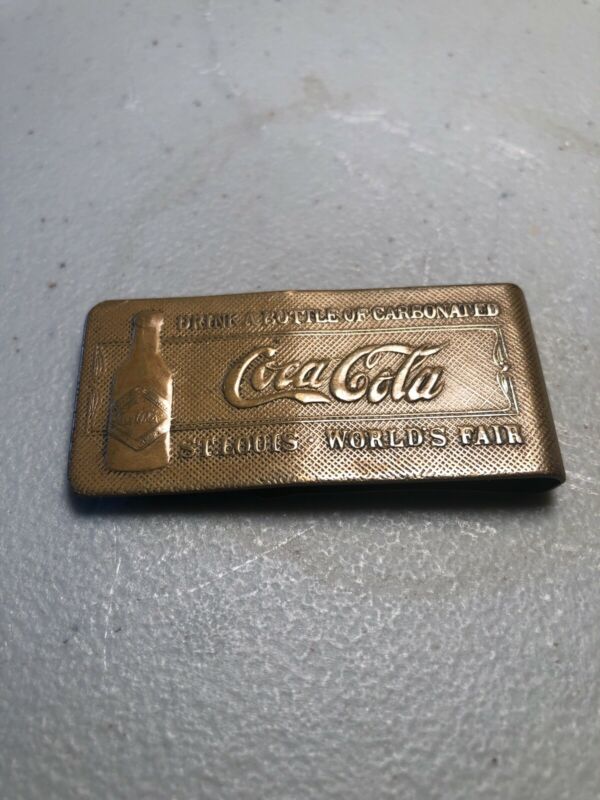 DRINK A BOTTLE OF CARBONATED
Coca Cola
ST. LOUIS · WORLD'S FAIR